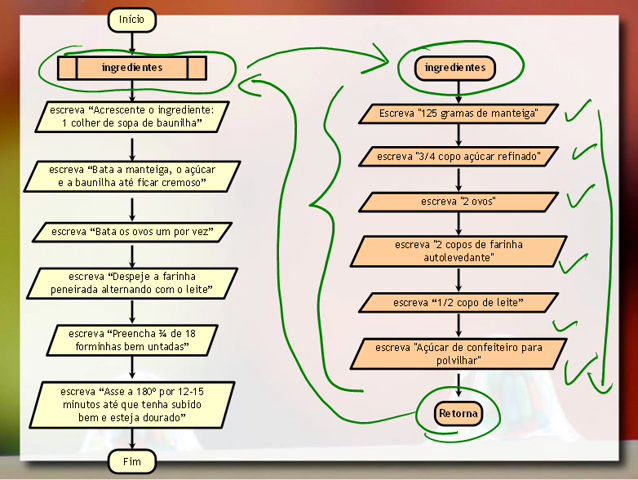 Início
ingredientes
escreva “Acrescente o ingrediente:
1 colher de sopa de baunilha”
escreva “Bata a manteiga, o açúcar
e a baunilha até ficar cremoso”
escreva “Bata os ovos um por vez”
escreva “Despeje a farinha
peneirada alternando com o leite”
escreva “Preencha ¾ de 18
forminhas bem untadas”
escreva “Asse a 180º por 12-15
minutos até que tenha subido
bem e esteja dourado”
Fim
ingredientes
Escreva "125 gramas de manteiga"
escreva "3/4 copo açúcar refinado"
escreva "2 ovos"
escreva "2 copos de farinha
autolevedante"
escreva “1/2 copo de leite”
escreva "Açúcar de confeiteiro para
polvilhar"
Retorna